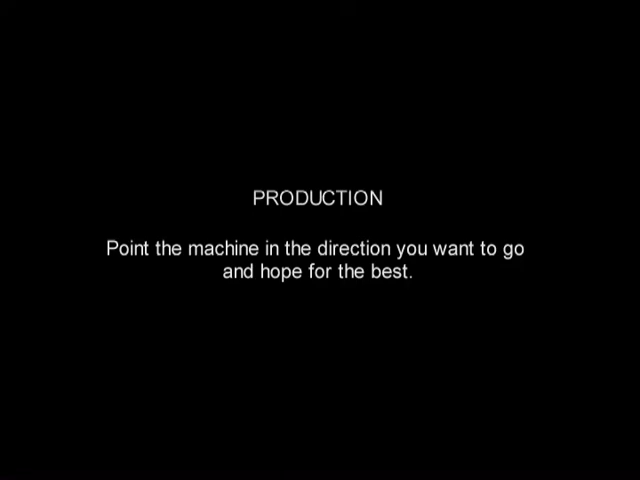 PRODUCTION
Point the machine in the direction you want to go
and hope for the best.